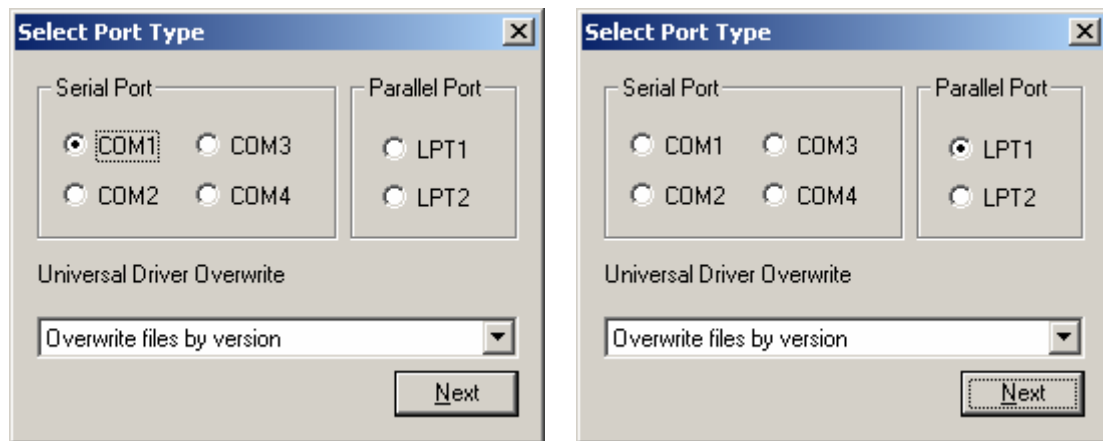 Select Port Type
Serial Port
Parallel Port
COM1 COM3
LPT1
COM2 COM4
LPT2
Universal Driver Overwrite
Overwrite files by version
Next
Select Port Type
Serial Port
Parallel Port
COM1 COM3
LPT1
COM2 COM4
LPT2
Universal Driver Overwrite
Overwrite files by version
Next